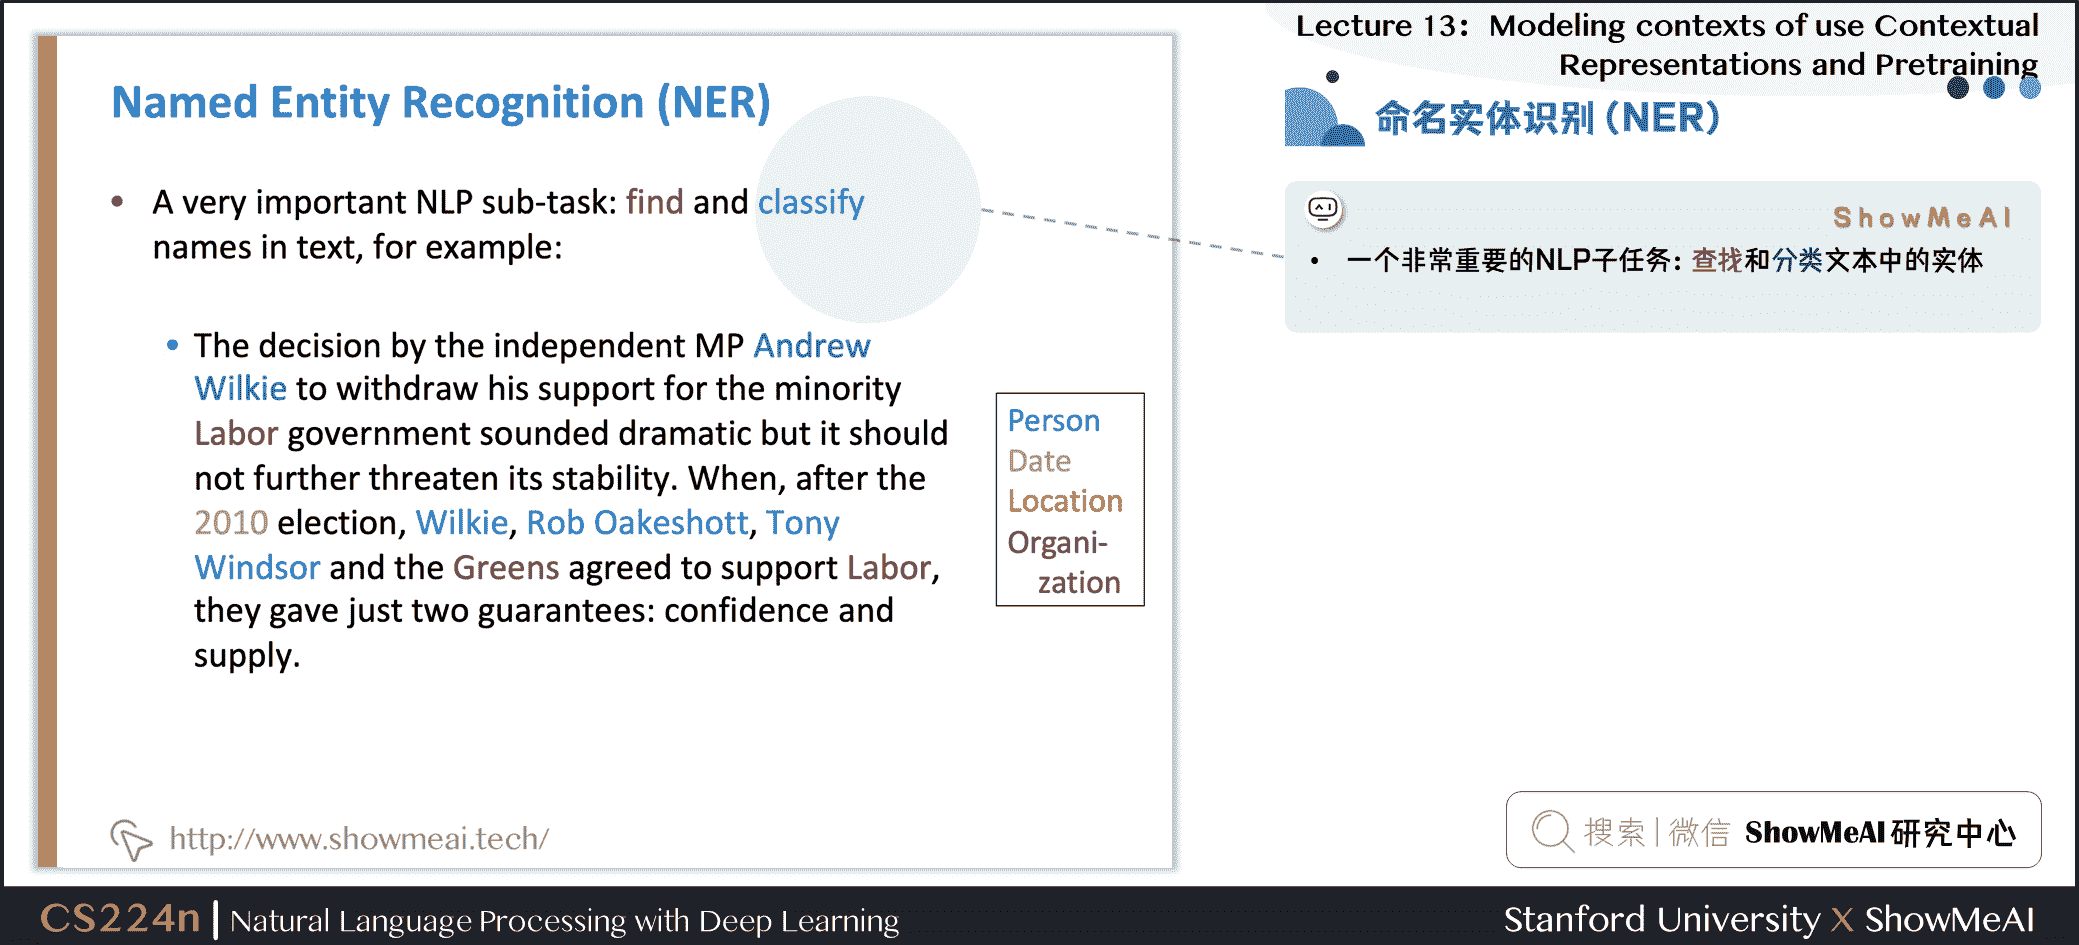 Lecture 13：Modeling contexts of use Contextual
Representations and Pretraining
Named Entity Recognition (NER)
• A very important NLP sub-task: find and classify
names in text, for example:
• The decision by the independent MP Andrew
Wilkie to withdraw his support for the minority
Labor government sounded dramatic but it should
not further threaten its stability. When, after the
2010 election, Wilkie, Rob Oakeshott, Tony
Windsor and the Greens agreed to support Labor,
they gave just two guarantees: confidence and
supply.
Person
Date
Location
Organi-
zation
http://www.showmeai.tech/
命名实体识别（NER）
ShowMeAI
• 一个非常重要的NLP子任务：查找和分类文本中的实体
搜索 | 微信 ShowMeAI 研究中心
CS224n | Natural Language Processing with Deep Learning
Stanford University X ShowMeAI